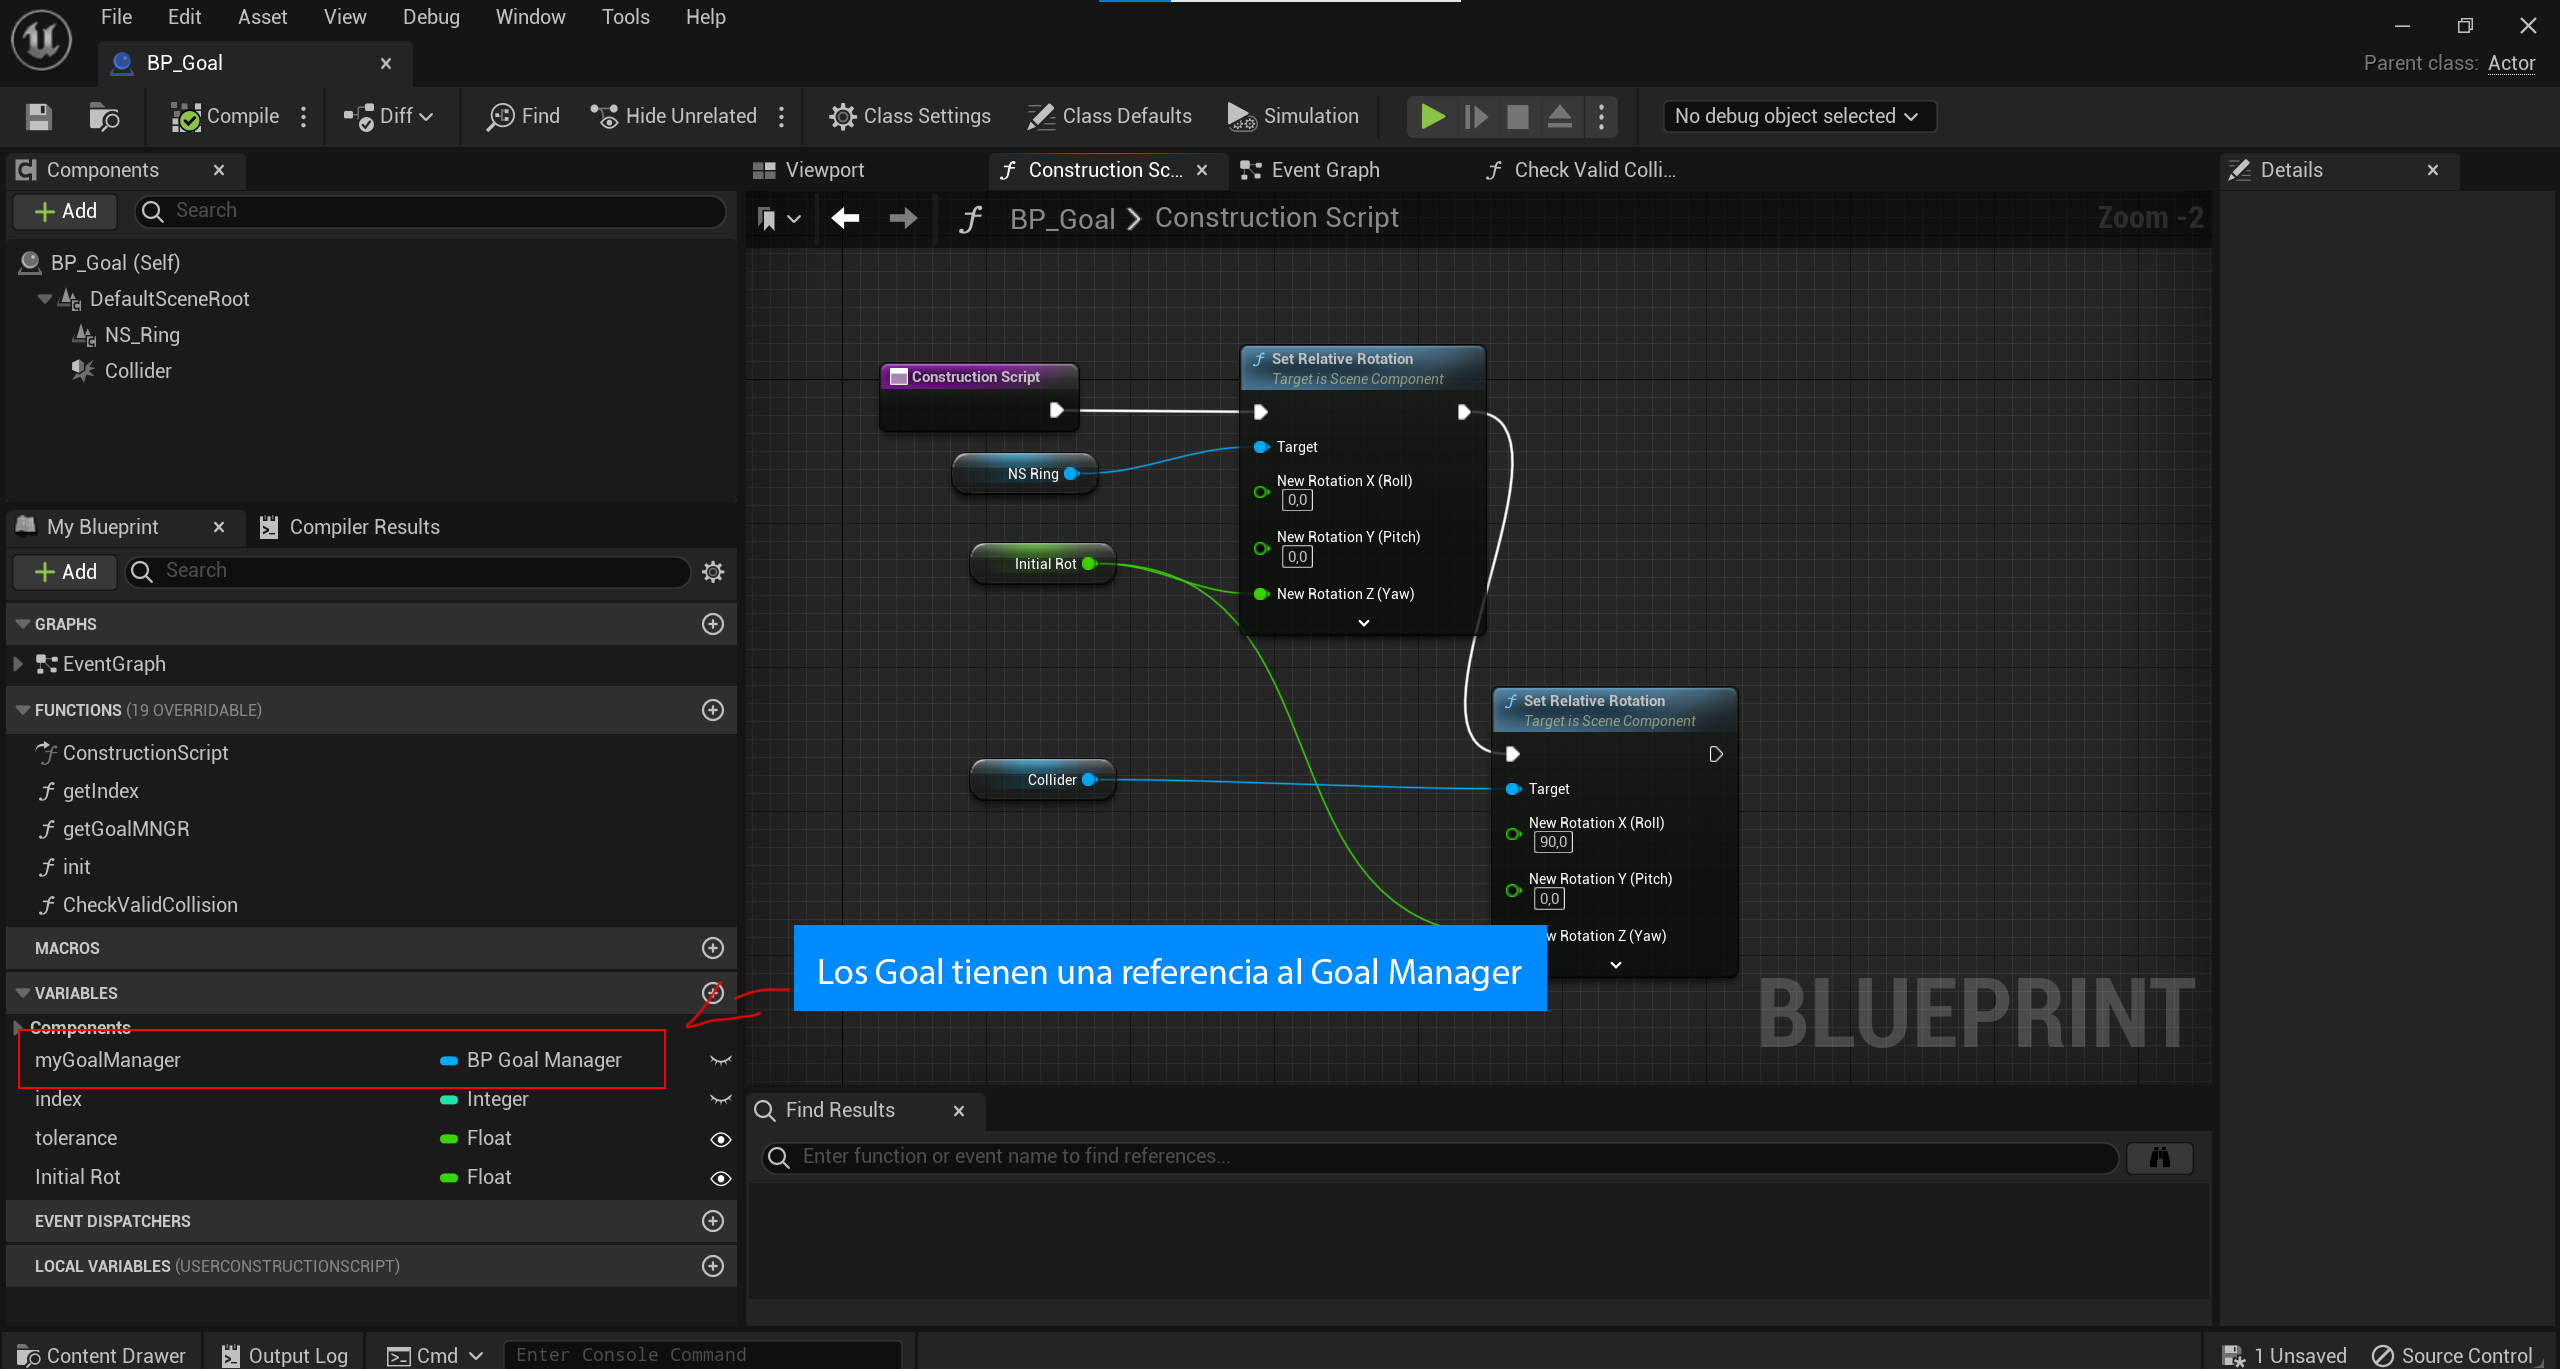 File Edit Asset View Debug Window Tools Help
BP_Goal
Parent class: Actor
Compile Diff Find Hide Unrelated Class Settings Class Defaults Simulation No debug object selected
Components
Add Search
BP_Goal (Self)
DefaultSceneRoot
NS_Ring
Collider
My Blueprint Compiler Results
Add Search
GRAPHS
EventGraph
FUNCTIONS (19 OVERRIDABLE)
ConstructionScript
getIndex
getGoalMNGR
init
CheckValidCollision
MACROS
VARIABLES
Components
myGoalManager BP Goal Manager
index Integer
tolerance Float
Initial Rot Float
EVENT DISPATCHERS
LOCAL VARIABLES (USERCONSTRUCTIONSCRIPT)
Viewport Construction Sc... Event Graph Check Valid Colli...
BP_Goal > Construction Script
Zoom -2
Construction Script
NS Ring
Initial Rot
Collider
Set Relative Rotation
Target is Scene Component
Target
New Rotation X (Roll)
0,0
New Rotation Y (Pitch)
0,0
New Rotation Z (Yaw)
Set Relative Rotation
Target is Scene Component
Target
New Rotation X (Roll)
90,0
New Rotation Y (Pitch)
0,0
w Rotation Z (Yaw)
Los Goal tienen una referencia al Goal Manager
BLUEPRINT
Find Results
Enter function or event name to find references...
Details
Content Drawer Output Log Cmd Enter Console Command
1 Unsaved Source Control